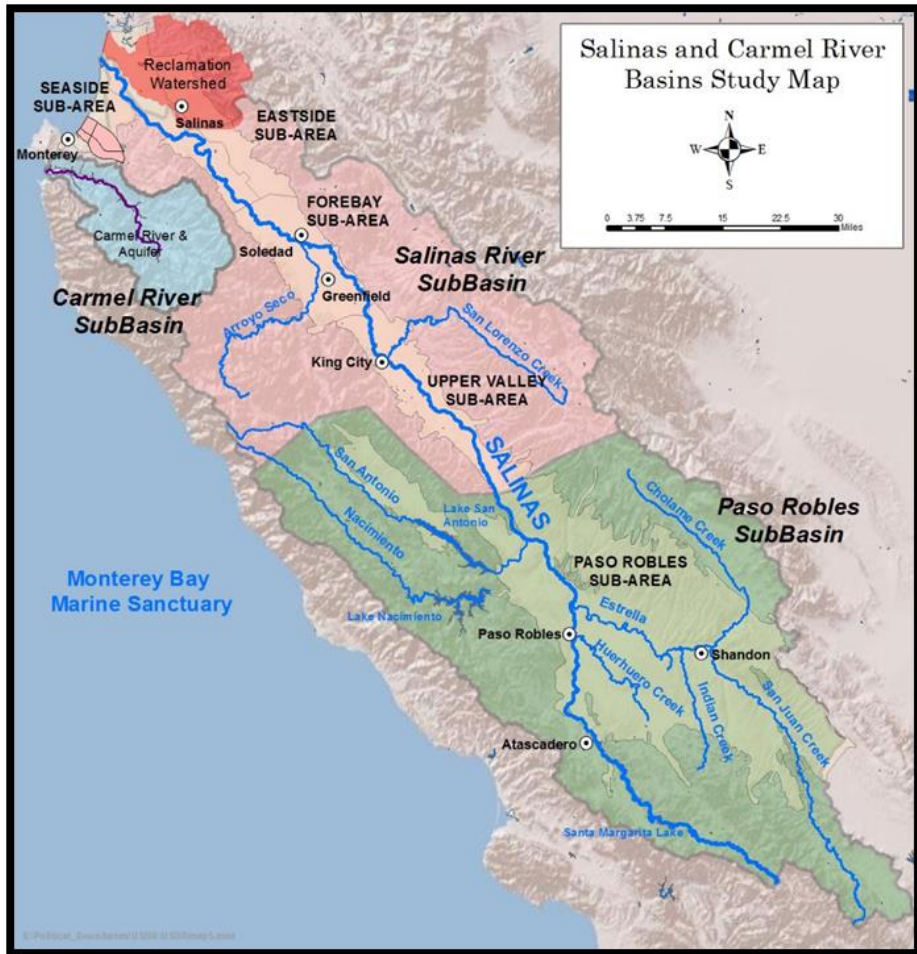 Salinas and Carmel River
Basins Study Map
N
W
E
S
0 3.75 7.5 15 22.5 30
Miles
Reclamation
Watershed
SEASIDE
SUB-AREA
Salinas
EASTSIDE
SUB-AREA
Monterey
FOREBAY
SUB-AREA
Carmel River &
Aquifer
Soledad
Salinas River
SubBasin
Greenfield
Carmel River
SubBasin
Arroyo Seco
San Lorenzo Creek
King City
UPPER VALLEY
SUB-AREA
SALINAS
San Antonio
Lake San
Antonio
Cholame Creek
Paso Robles
SubBasin
Nacimiento
PASO ROBLES
SUB-AREA
Monterey Bay
Marine Sanctuary
Estrella
Lake Nacimiento
Paso Robles
Huerhuero Creek
Shandon
Indian Creek
San Juan Creek
Atascadero
Santa Margarita Lake